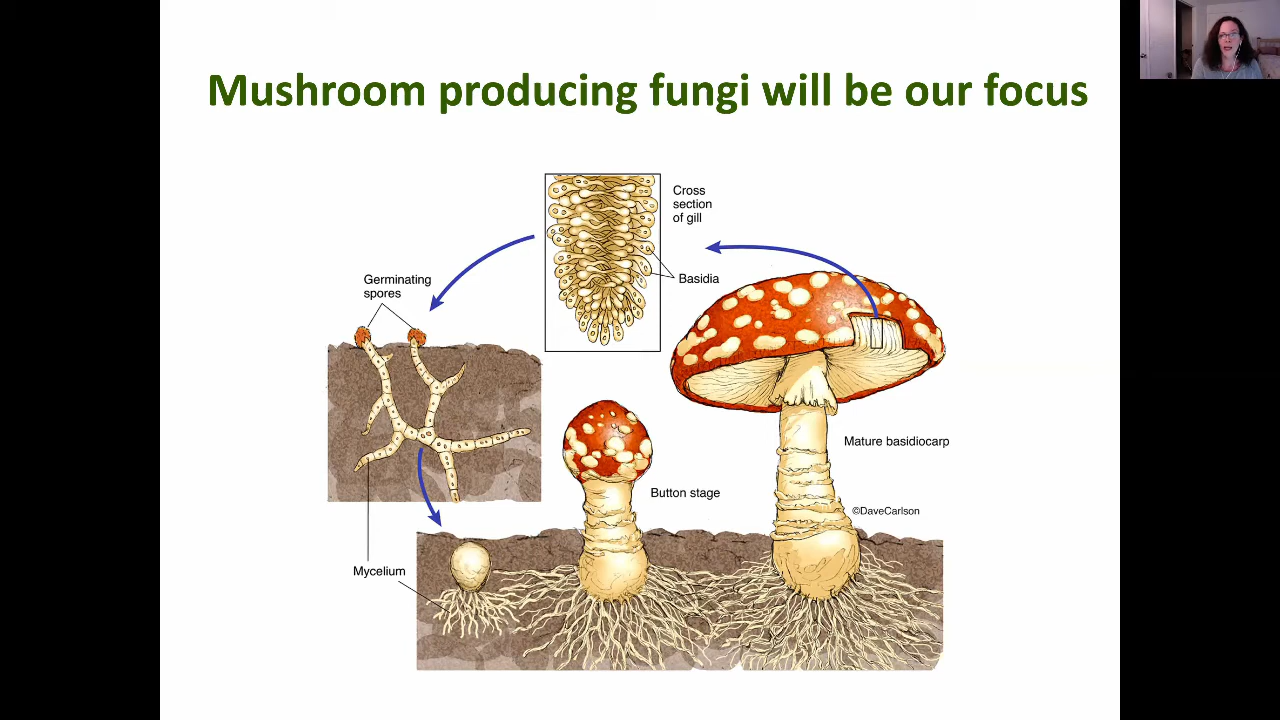 Mushroom producing fungi will be our focus
Cross
section
of gill
Basidia
Germinating
spores
Mature basidiocarp
Button stage
©DaveCarlson
Mycelium